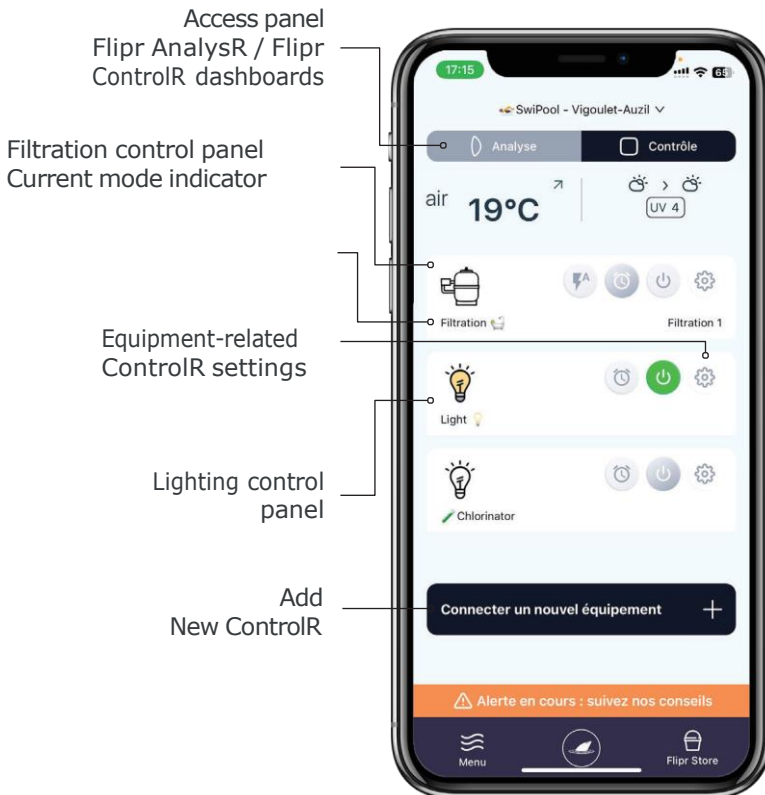 Access panel
Flipr AnalysR / Flipr
ControlR dashboards
Filtration control panel
Current mode indicator
Equipment-related
ControlR settings
Lighting control
panel
Add
New ControlR
17:15
SwiPool - Vigoulet-Auzil
Analyse
Contrôle
air 19°C
UV 4
A
Filtration
Filtration 1
Light
Chlorinator
Connecter un nouvel équipement
Alerte en cours : suivez nos conseils
Menu
Flipr Store